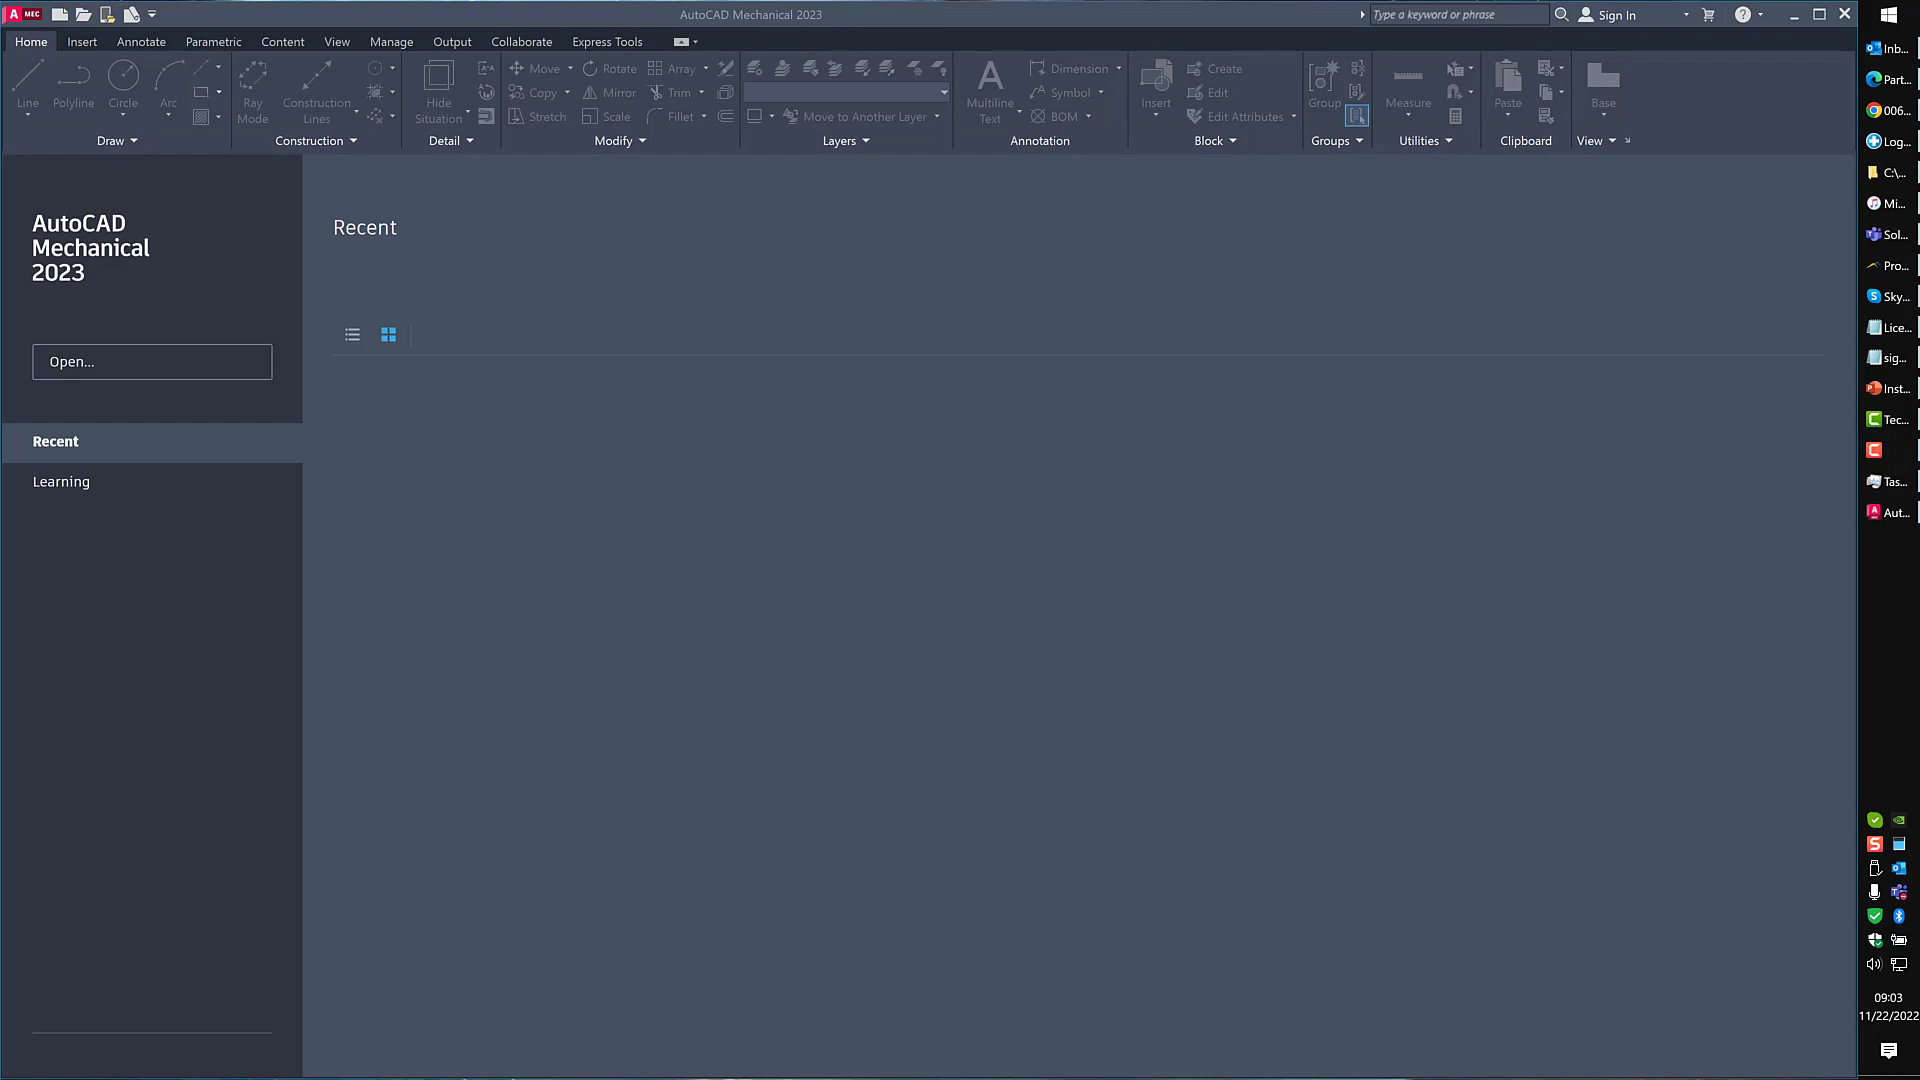 A MEC
AutoCAD Mechanical 2023
Type a keyword or phrase
Sign In
Home
Insert
Annotate
Parametric
Content
View
Manage
Output
Collaborate
Express Tools
Line
Polyline
Circle
Arc
Draw
Ray
Mode
Construction
Lines
Construction
Hide
Situation
Detail
Move
Rotate
Array
Copy
Mirror
Trim
Stretch
Scale
Fillet
Modify
Move to Another Layer
Layers
Multiline
Text
Dimension
Symbol
BOM
Annotation
Insert
Create
Edit
Edit Attributes
Block
Group
Groups
Measure
Utilities
Paste
Clipboard
Base
View
AutoCAD
Mechanical
2023
Open...
Recent
Learning
Recent
Inb...
Part...
006...
Log...
C:\...
Mi...
Sol...
Pro...
Sky...
Lice...
sig...
Inst...
Tec...
Tas...
Aut...
09:03
11/22/2022